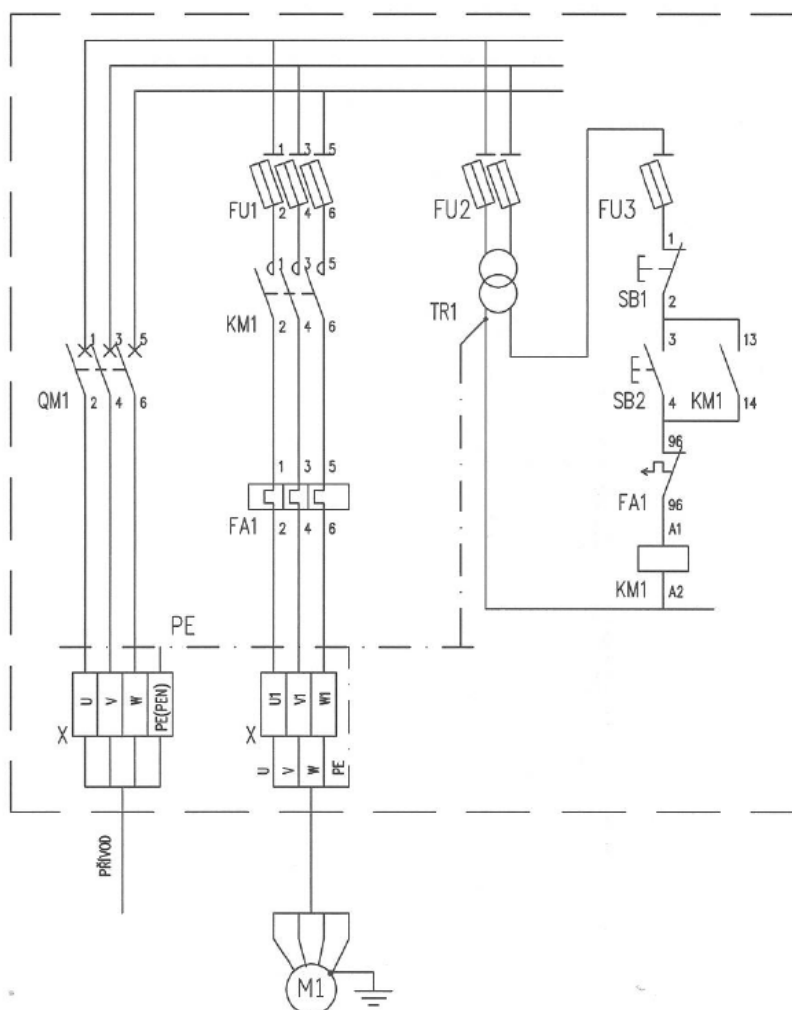 1 3 5
1
FU1 2 4 6
FU2
FU3
1 3 5
SB1 2
TR1
KM1 2 4 6
1 3 5
3 13
QM1 2 4 6
SB2 4 KM1 14
96
1 3 5
FA1 96
FA1 2 4 6
A1
KM1 A2
PE
U V W PE(PEN)
U1 V1 W1
X
X
U V W PE
PŘÍVOD
M1